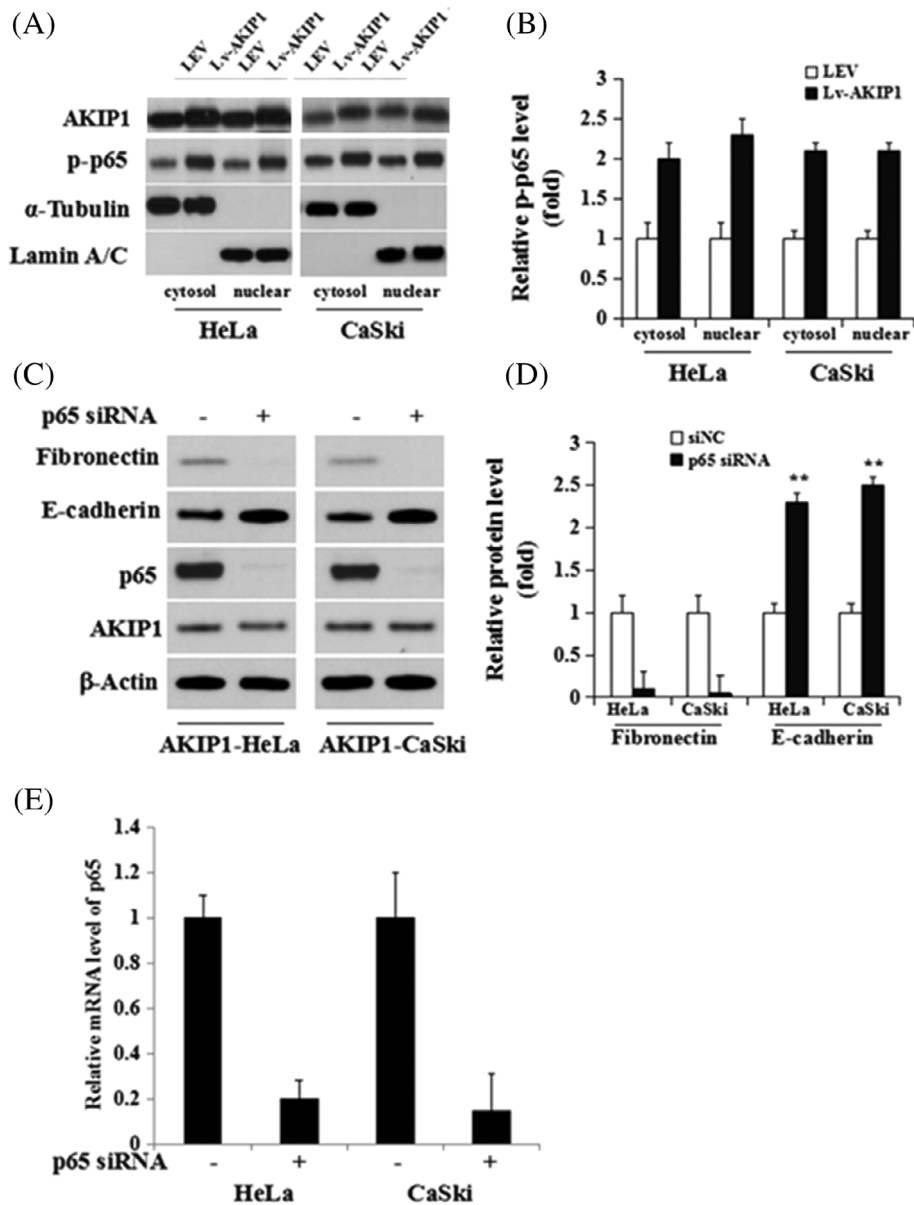 (A)
LEV Lv-AKIP1 LEV Lv-AKIP1 LEV Lv-AKIP1 LEV Lv-AKIP1
AKIP1
p-p65
α-Tubulin
Lamin A/C
cytosol nuclear cytosol nuclear
HeLa CaSki
(B)
LEV
Lv-AKIP1
Relative p-p65 level
(fold)
3
2.5
2
1.5
1
0.5
0
cytosol nuclear cytosol nuclear
HeLa CaSki
(C)
p65 siRNA - + - +
Fibronectin
E-cadherin
p65
AKIP1
β-Actin
AKIP1-HeLa AKIP1-CaSki
(D)
siNC
p65 siRNA
Relative protein level
(fold)
3
2.5
2
1.5
1
0.5
0
** **
HeLa CaSki HeLa CaSki
Fibronectin E-cadherin
(E)
Relative mRNA level of p65
1.4
1.2
1
0.8
0.6
0.4
0.2
0
p65 siRNA - + - +
HeLa CaSki